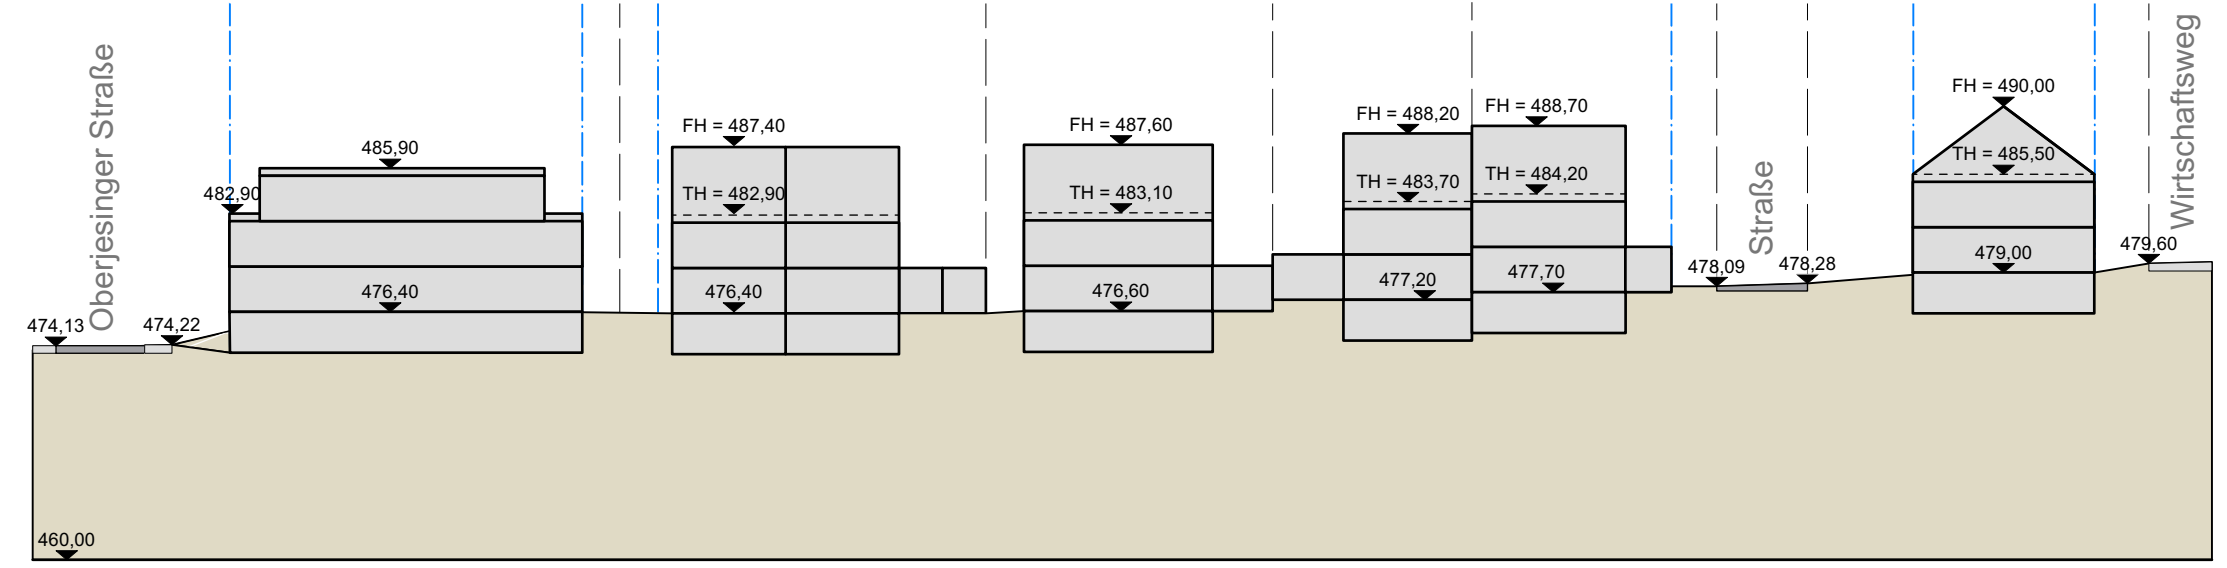 Oberjesinger Straße
474,13
474,22
482,90
485,90
476,40
FH = 487,40
TH = 482,90
476,40
FH = 487,60
TH = 483,10
476,60
FH = 488,20
TH = 483,70
477,20
FH = 488,70
TH = 484,20
477,70
478,09
Straße
478,28
FH = 490,00
TH = 485,50
479,00
479,60
Wirtschaftsweg
460,00